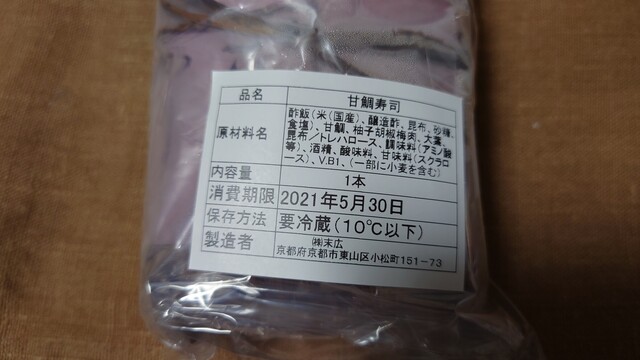 品名 甘鯛寿司
原材料名 酢飯(米(国産)、醸造酢、昆布、砂糖、
食塩)、甘鯛、柚子胡椒梅肉、大葉、
昆布/トレハロース、調味料(アミノ酸
等)、酒精、酸味料、甘味料(スクラロ
ース)、V.B1、(一部に小麦を含む)
内容量 1本
消費期限 2021年5月30日
保存方法 要冷蔵(10℃以下)
製造者 ㈱末広
京都府京都市東山区小松町151-73